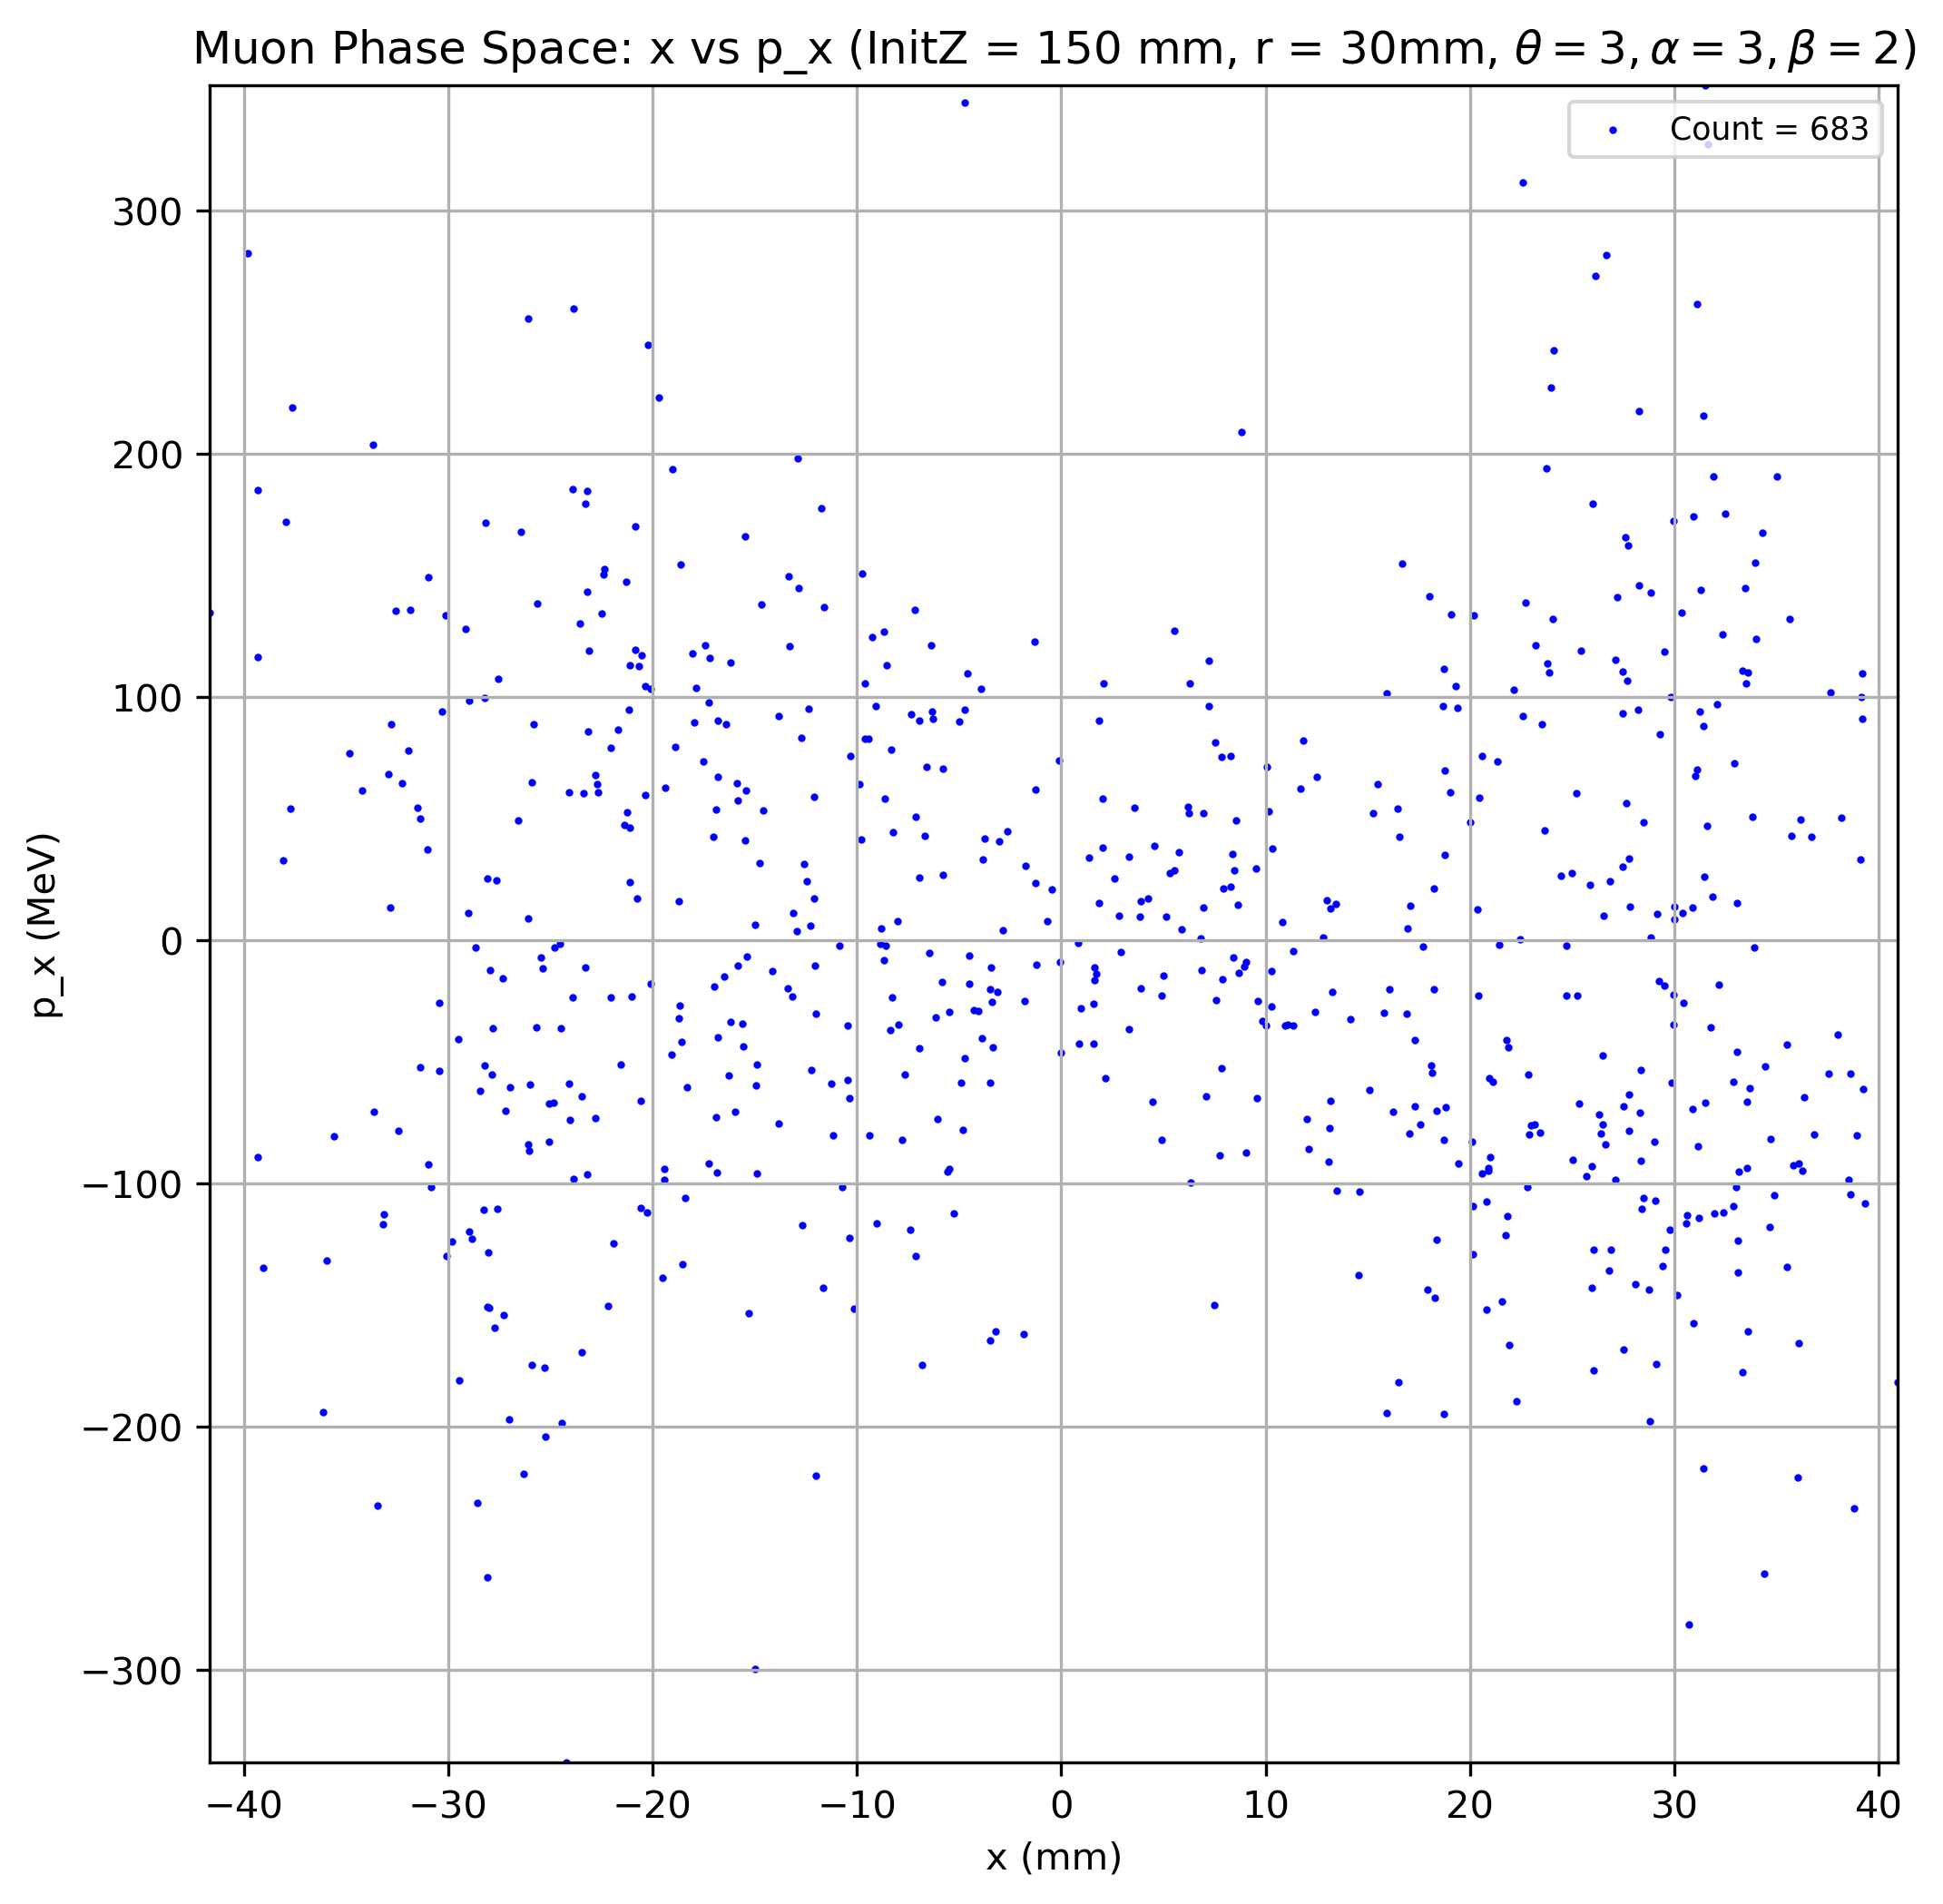 Muon Phase Space: x vs p_x (InitZ = 150 mm, r = 30mm, θ = 3, α = 3, β = 2)
Count = 683
300
200
100
0
−100
−200
−300
p_x (MeV)
−40 −30 −20 −10 0 10 20 30 40
x (mm)